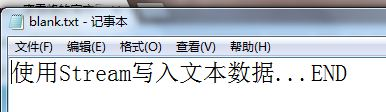 blank.txt - 记事本
文件(F) 编辑(E) 格式(O) 查看(V) 帮助(H)
使用Stream写入文本数据...END